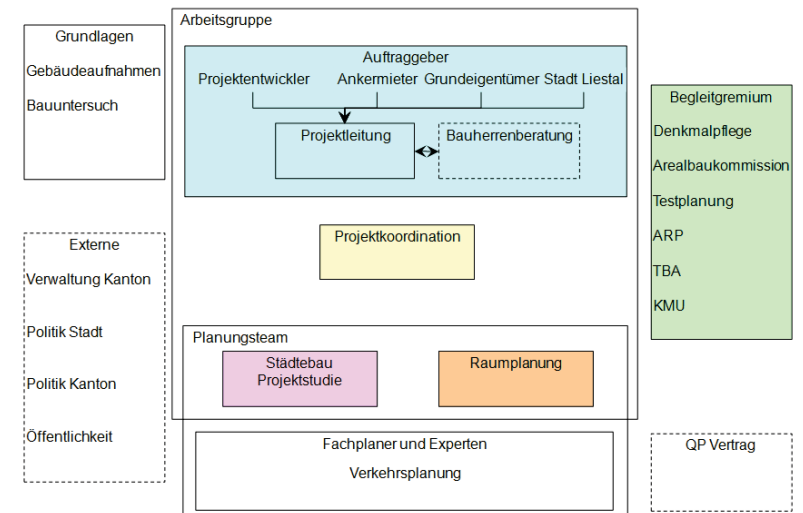 Grundlagen
Gebäudeaufnahmen
Bauuntersuch
Externe
Verwaltung Kanton
Politik Stadt
Politik Kanton
Öffentlichkeit
Arbeitsgruppe
Auftraggeber
Projektentwickler Ankermieter Grundeigentümer Stadt Liestal
Projektleitung Bauherrenberatung
Projektkoordination
Planungsteam
Städtebau
Projektstudie
Raumplanung
Fachplaner und Experten
Verkehrsplanung
Begleitgremium
Denkmalpflege
Arealbaukommission
Testplanung
ARP
TBA
KMU
QP Vertrag